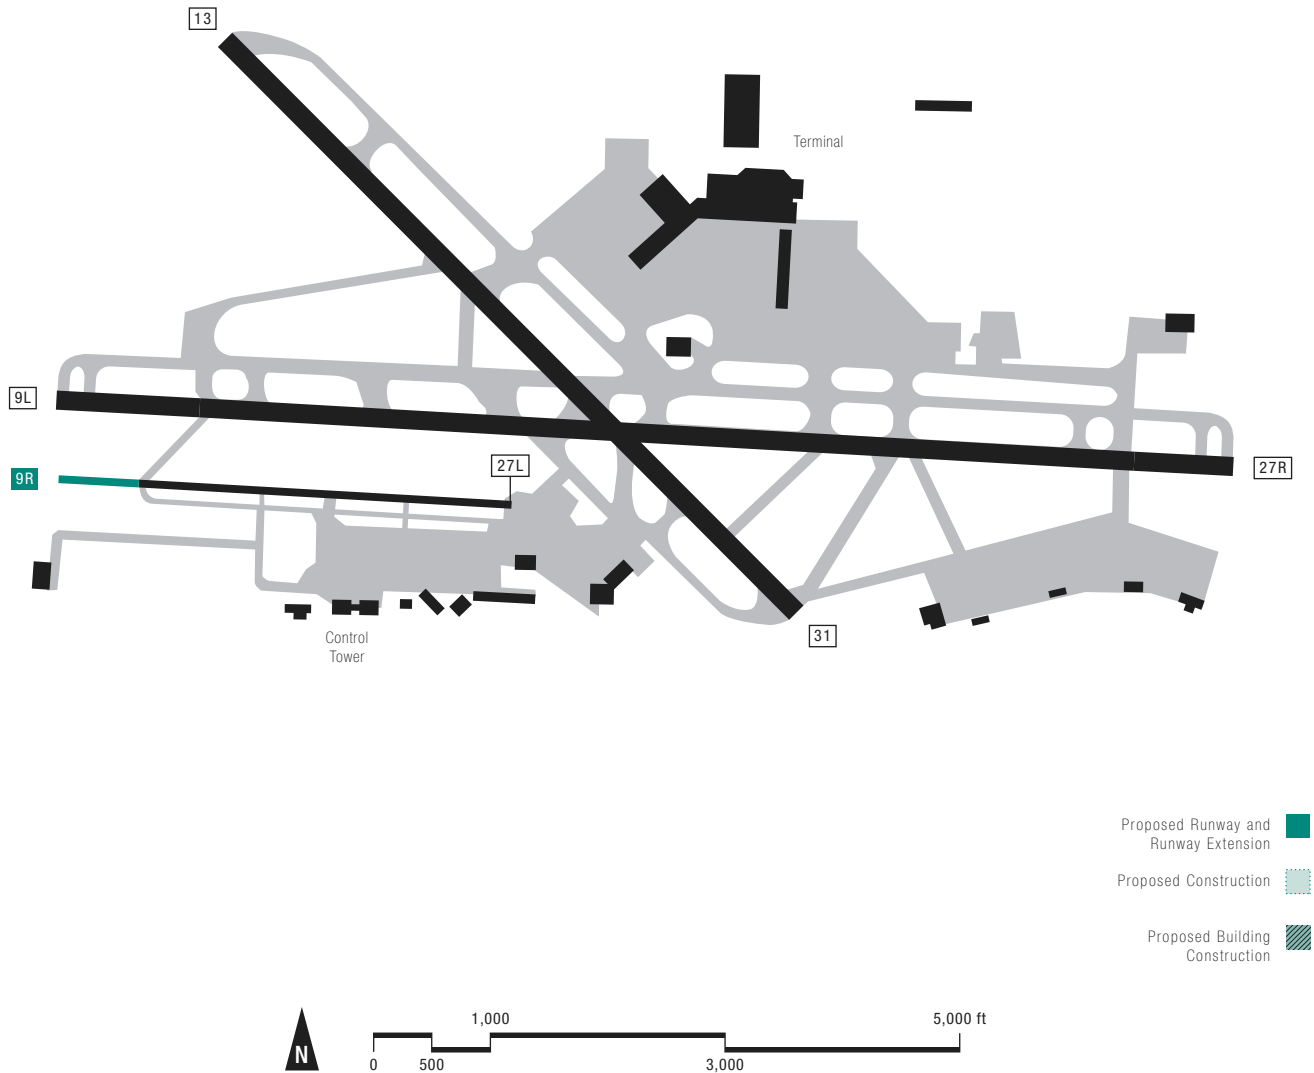 13
Terminal
9L
27L
27R
9R
31
Control
Tower
Proposed Runway and
Runway Extension
Proposed Construction
Proposed Building
Construction
1,000
5,000 ft
N
0
500
3,000